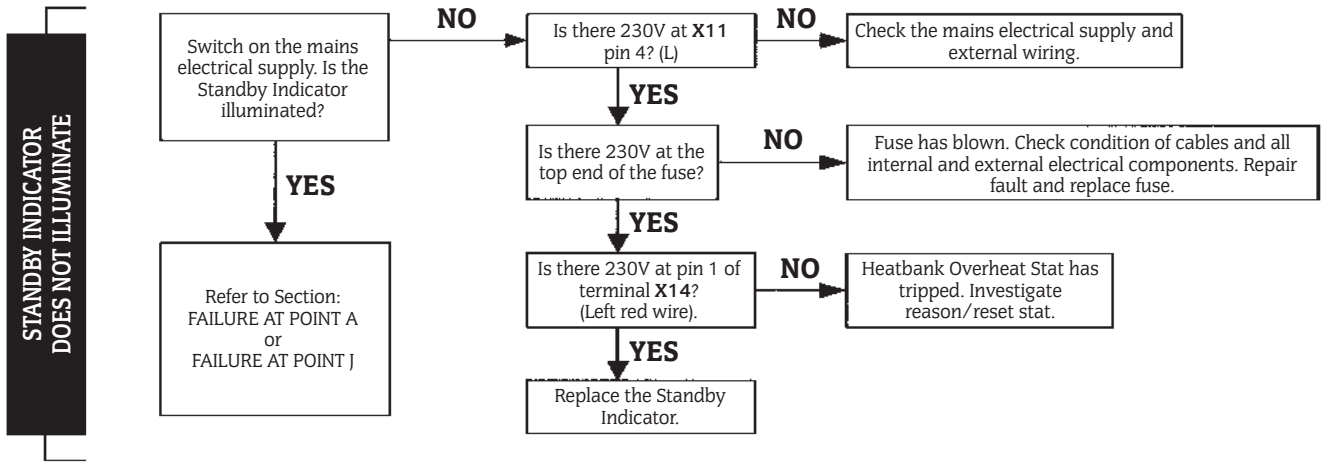 STANDBY INDICATOR
DOES NOT ILLUMINATE
Switch on the mains
electrical supply. Is the
Standby Indicator
illuminated?
NO
Is there 230V at X11
pin 4? (L)
NO
Check the mains electrical supply and
external wiring.
YES
YES
Is there 230V at the
top end of the fuse?
NO
Fuse has blown. Check condition of cables and all
internal and external electrical components. Repair
fault and replace fuse.
YES
Refer to Section:
FAILURE AT POINT A
or
FAILURE AT POINT J
Is there 230V at pin 1 of
terminal X14?
(Left red wire).
NO
Heatbank Overheat Stat has
tripped. Investigate
reason/reset stat.
YES
Replace the Standby
Indicator.